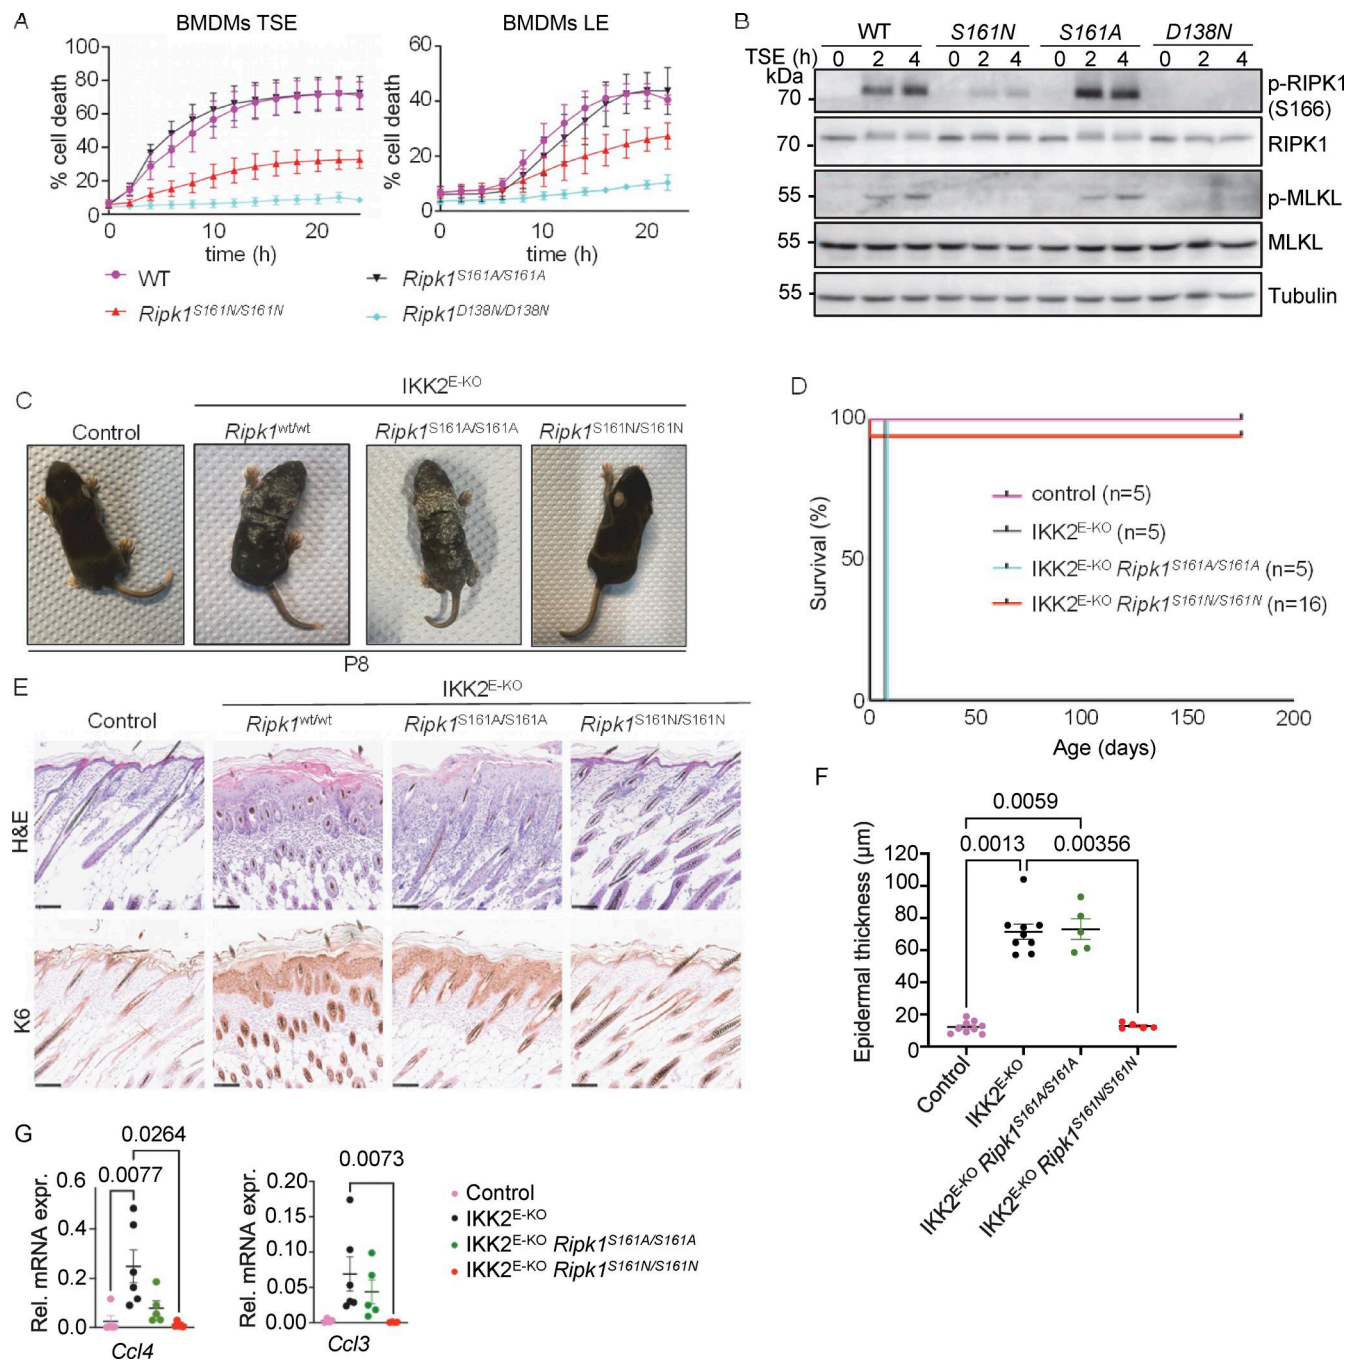 A
BMDMs TSE
BMDMs LE
% cell death
100
80
60
40
20
0
0
10
20
time (h)
% cell death
60
40
20
0
0
10
20
time (h)
WT
Ripk1S161A/S161A
Ripk1S161N/S161N
Ripk1D138N/D138N
B
WT S161N S161A D138N
TSE (h) 0 2 4 0 2 4 0 2 4 0 2 4
kDa
70
p-RIPK1
(S166)
70
RIPK1
55
p-MLKL
55
MLKL
55
Tubulin
C
IKK2E-KO
Control
Ripk1wt/wt
Ripk1S161A/S161A
Ripk1S161N/S161N
P8
D
Survival (%)
100
50
0
0 50 100 150 200
Age (days)
control (n=5)
IKK2E-KO (n=5)
IKK2E-KO Ripk1S161A/S161A (n=5)
IKK2E-KO Ripk1S161N/S161N (n=16)
E
IKK2E-KO
Control
Ripk1wt/wt
Ripk1S161A/S161A
Ripk1S161N/S161N
H&E
K6
F
0.0059
0.0013
0.00356
Epidermal thickness (µm)
120
100
80
60
40
20
0
Control
IKK2E-KO
IKK2E-KO Ripk1S161A/S161A
IKK2E-KO Ripk1S161N/S161N
G
0.0264
0.0077
Rel. mRNA expr.
0.6
0.4
0.2
0.0
Ccl4
0.0073
Rel. mRNA expr.
0.20
0.15
0.10
0.05
0.00
Ccl3
Control
IKK2E-KO
IKK2E-KO Ripk1S161A/S161A
IKK2E-KO Ripk1S161N/S161N